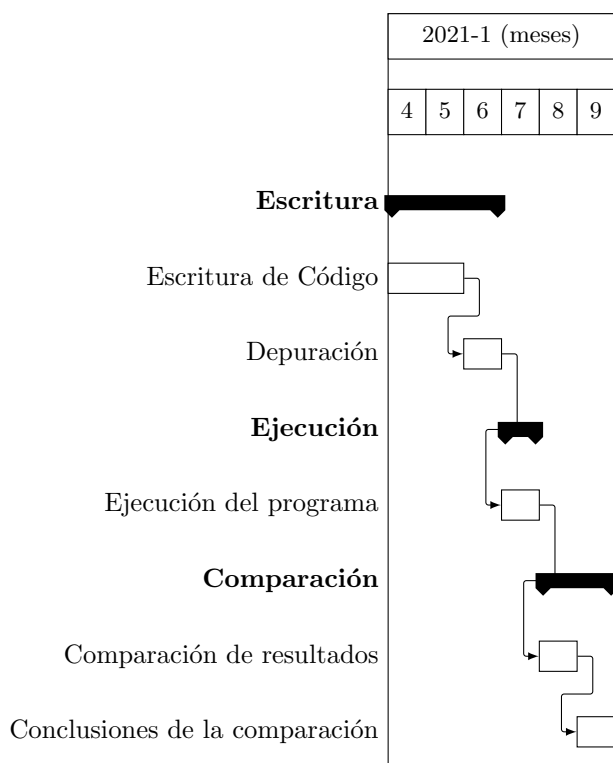 2021-1 (meses)
4 5 6 7 8 9
Escritura
Escritura de Código
Depuración
Ejecución
Ejecución del programa
Comparación
Comparación de resultados
Conclusiones de la comparación